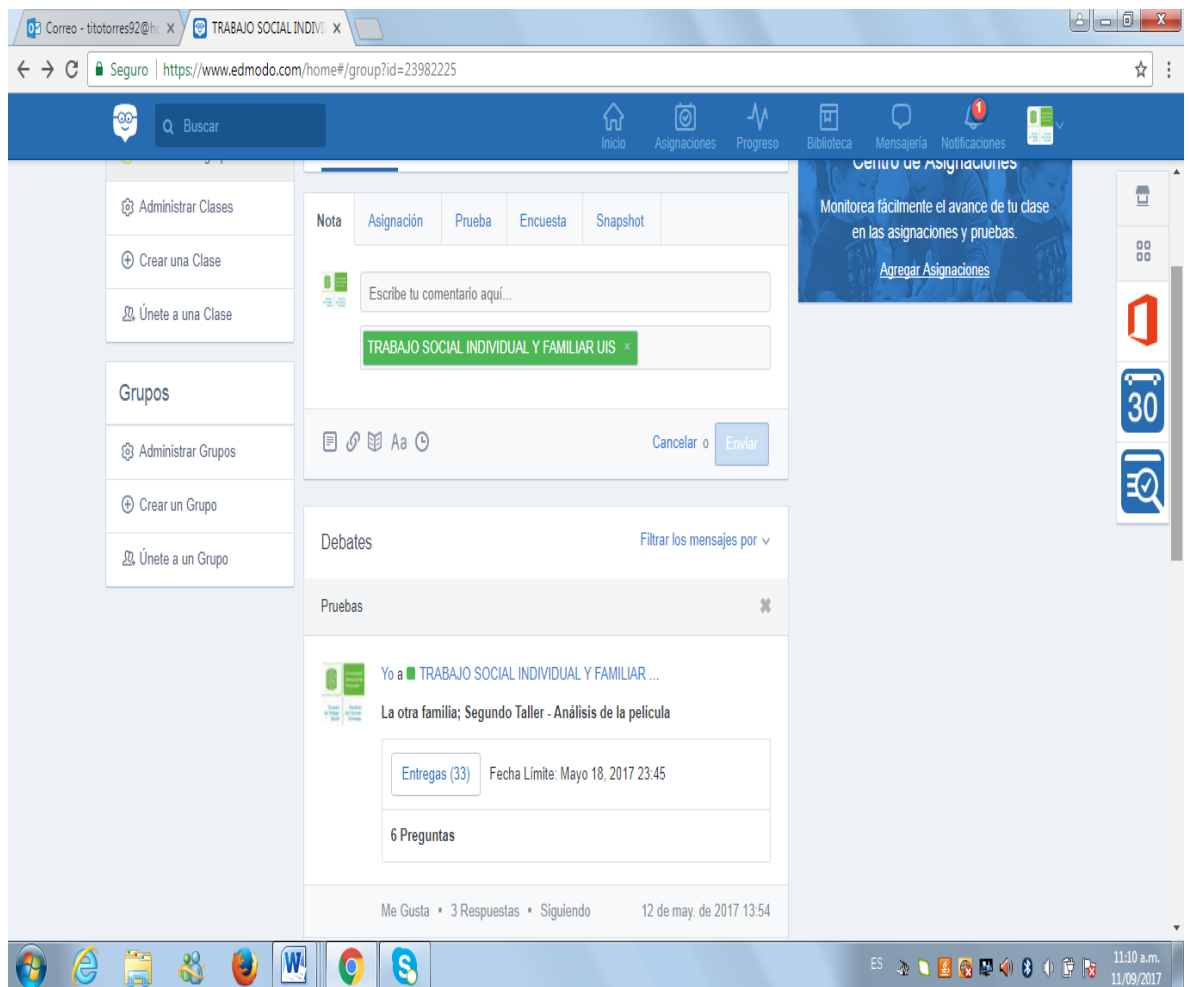 Correo - titotorres92@ho
TRABAJO SOCIAL INDIVI
Seguro | https://www.edmodo.com/home#/group?id=23982225
Buscar
Inicio
Asignaciones
Progreso
Biblioteca
Mensajería
1
Notificaciones
Administrar Clases
Crear una Clase
Únete a una Clase
Grupos
Administrar Grupos
Crear un Grupo
Únete a un Grupo
Nota Asignación Prueba Encuesta Snapshot
Escribe tu comentario aquí...
TRABAJO SOCIAL INDIVIDUAL Y FAMILIAR UIS ×
Aa
Cancelar o Enviar
Debates
Filtrar los mensajes por
Pruebas
Yo a TRABAJO SOCIAL INDIVIDUAL Y FAMILIAR ...
La otra familia; Segundo Taller - Análisis de la película
Entregas (33) Fecha Límite: Mayo 18, 2017 23:45
6 Preguntas
Me Gusta • 3 Respuestas • Siguiendo 12 de may. de 2017 13:54
Centro de Asignaciones
Monitorea fácilmente el avance de tu clase
en las asignaciones y pruebas.
Agregar Asignaciones
30
ES
11:10 a.m.
11/09/2017